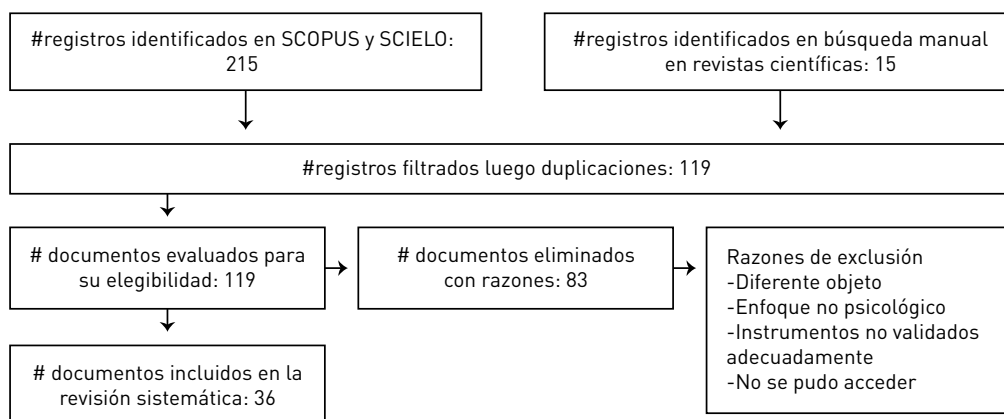 #registros identificados en SCOPUS y SCIELO:
215
#registros identificados en búsqueda manual
en revistas científicas: 15
#registros filtrados luego duplicaciones: 119
# documentos evaluados para
su elegibilidad: 119
# documentos eliminados
con razones: 83
Razones de exclusión
-Diferente objeto
-Enfoque no psicológico
-Instrumentos no validados
adecuadamente
-No se pudo acceder
# documentos incluidos en la
revisión sistemática: 36